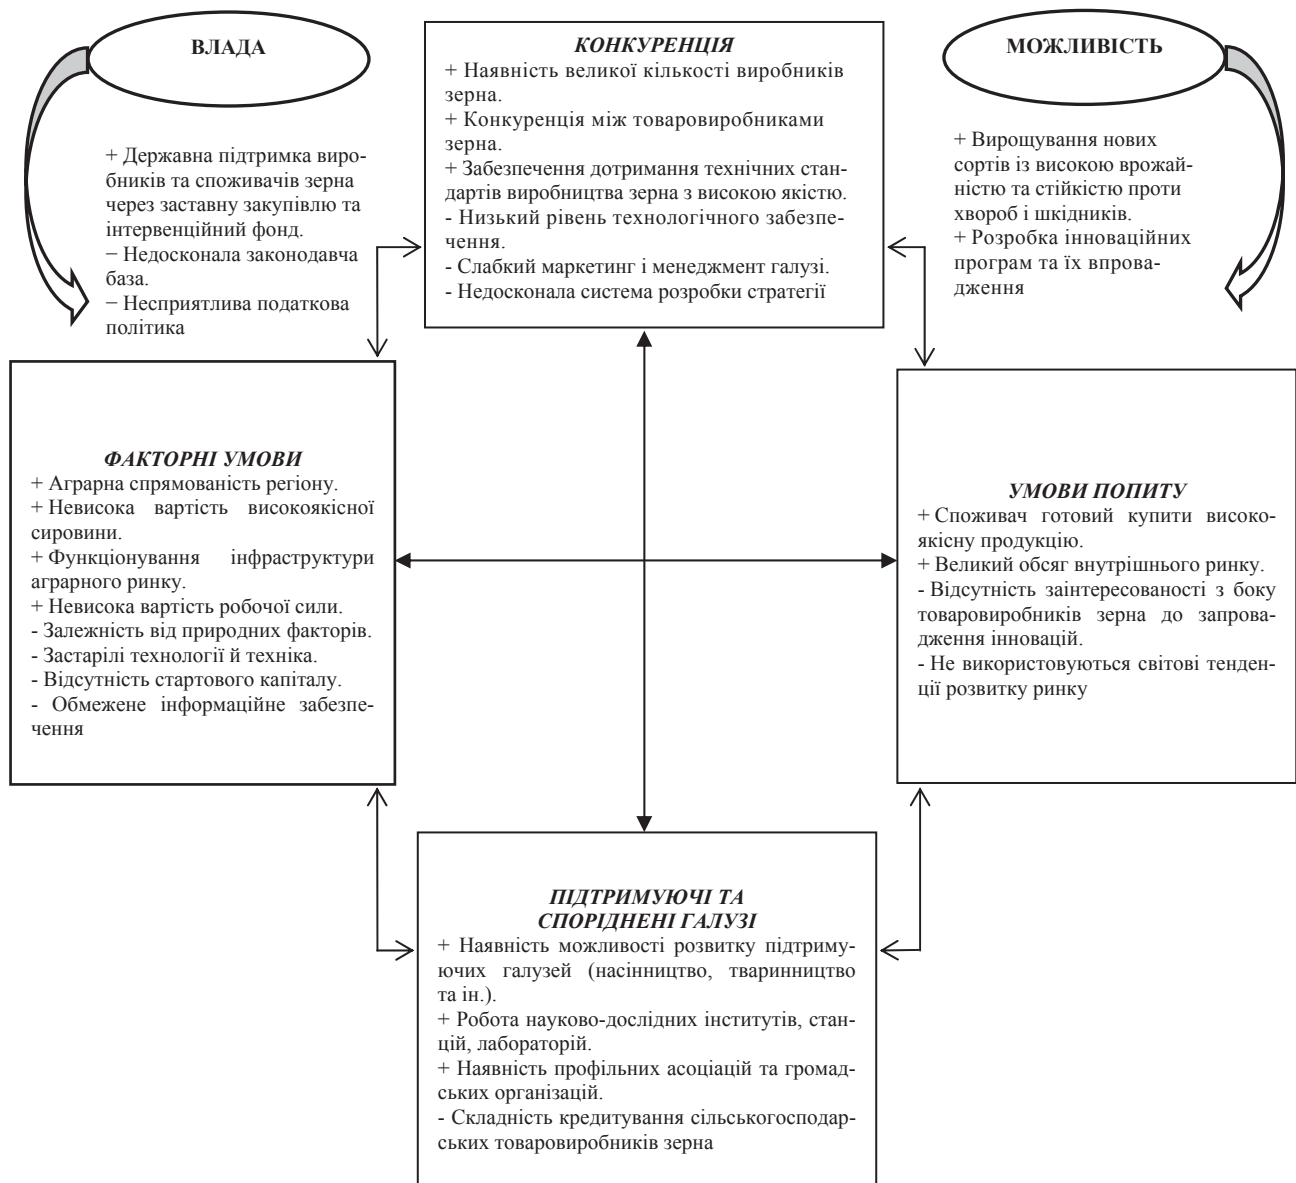 ВЛАДА
+ Державна підтримка виро-
бників та споживачів зерна
через заставну закупівлю та
інтервенційний фонд.
− Недосконала законодавча
база.
− Несприятлива податкова
політика
КОНКУРЕНЦІЯ
+ Наявність великої кількості виробників
зерна.
+ Конкуренція між товаровиробниками
зерна.
+ Забезпечення дотримання технічних стан-
дартів виробництва зерна з високою якістю.
- Низький рівень технологічного забезпе-
чення.
- Слабкий маркетинг і менеджмент галузі.
- Недосконала система розробки стратегії
МОЖЛИВІСТЬ
+ Вирощування нових
сортів із високою врожай-
ністю та стійкістю проти
хвороб і шкідників.
+ Розробка інноваційних
програм та їх впрова-
дження
ФАКТОРНІ УМОВИ
+ Аграрна спрямованість регіону.
+ Невисока вартість високоякісної
сировини.
+ Функціонування інфраструктури
аграрного ринку.
+ Невисока вартість робочої сили.
- Залежність від природних факторів.
- Застарілі технології й техніка.
- Відсутність стартового капіталу.
- Обмежене інформаційне забезпе-
чення
УМОВИ ПОПИТУ
+ Споживач готовий купити високо-
якісну продукцію.
+ Великий обсяг внутрішнього ринку.
- Відсутність заінтересованості з боку
товаровиробників зерна до запрова-
дження інновацій.
- Не використовуються світові тенден-
ції розвитку ринку
ПІДТРИМУЮЧІ ТА
СПОРІДНЕНІ ГАЛУЗІ
+ Наявність можливості розвитку підтриму-
ючих галузей (насінництво, тваринництво
та ін.).
+ Робота науково-дослідних інститутів, стан-
цій, лабораторій.
+ Наявність профільних асоціацій та громад-
ських організацій.
- Складність кредитування сільськогосподар-
ських товаровиробників зерна